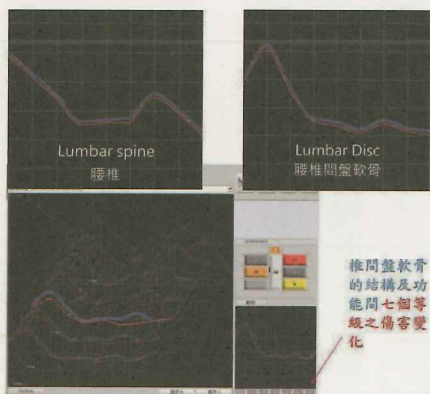 Lumbar spine
腰椎
Lumbar Disc
腰椎間盤軟骨
椎間盤軟骨
的結構及功
能間七個等
級之傷害變
化